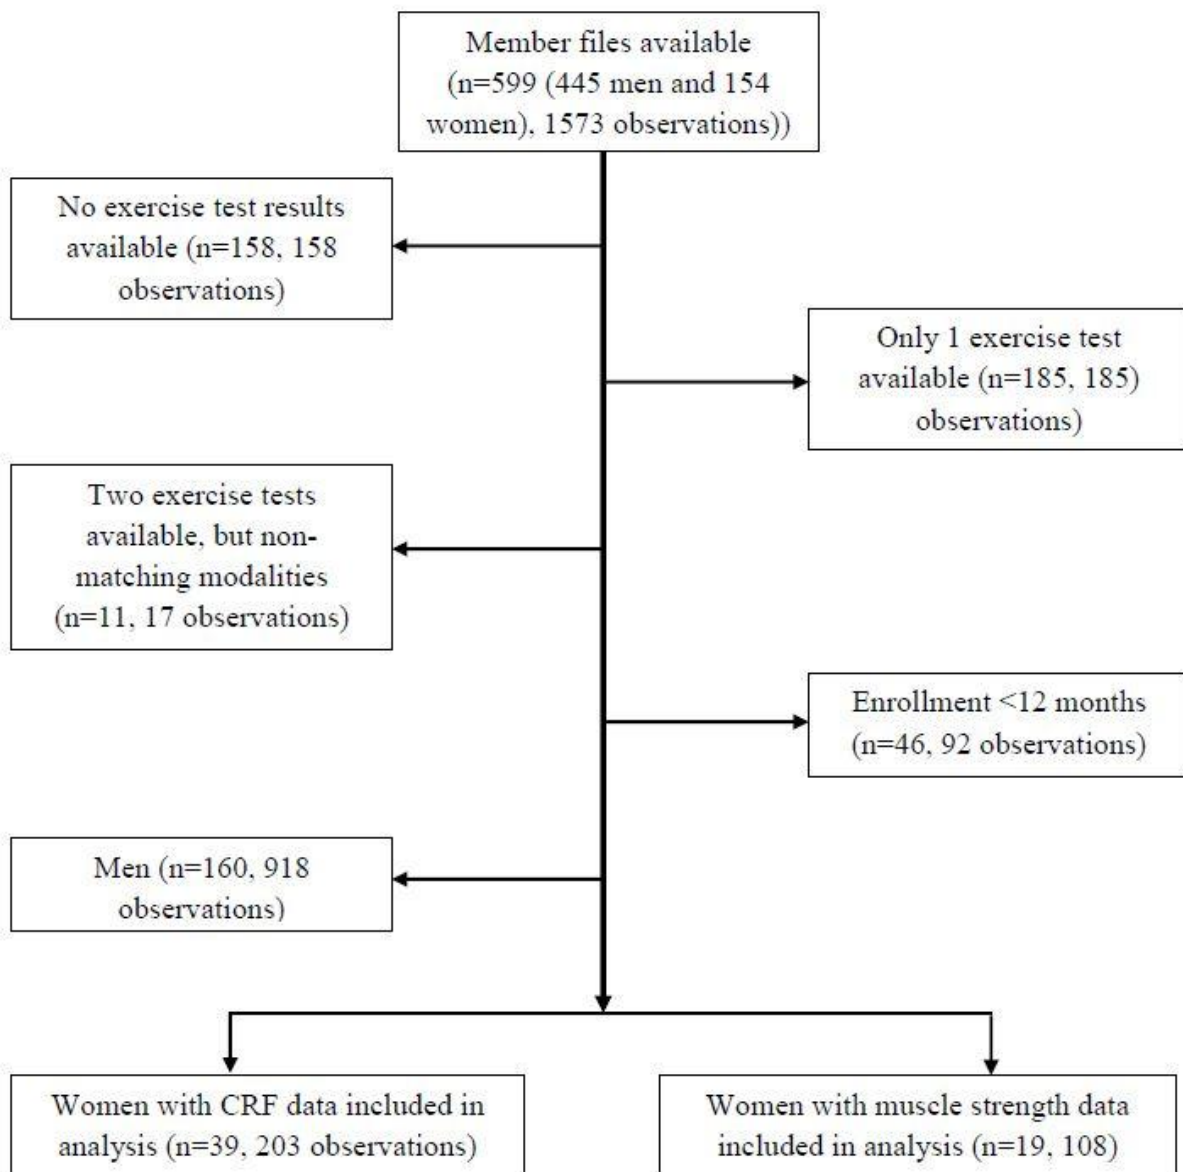 Member files available
(n=599 (445 men and 154
women), 1573 observations))
No exercise test results
available (n=158, 158
observations)
Only 1 exercise test
available (n=185, 185)
observations)
Two exercise tests
available, but non-
matching modalities
(n=11, 17 observations)
Enrollment <12 months
(n=46, 92 observations)
Men (n=160, 918
observations)
Women with CRF data included in
analysis (n=39, 203 observations)
Women with muscle strength data
included in analysis (n=19, 108)